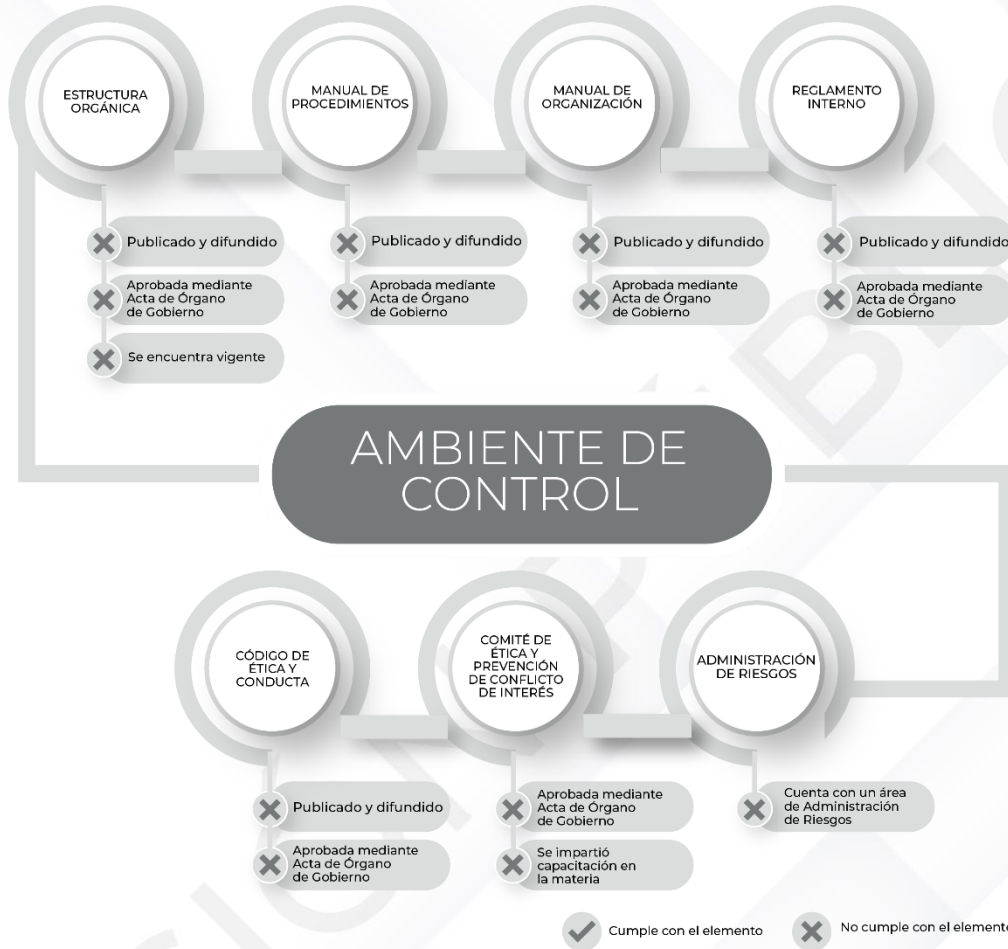 ESTRUCTURA
ORGÁNICA
MANUAL DE
PROCEDIMIENTOS
MANUAL DE
ORGANIZACIÓN
REGLAMENTO
INTERNO
Publicado y difundido
Aprobada mediante
Acta de Órgano
de Gobierno
Se encuentra vigente
Publicado y difundido
Aprobada mediante
Acta de Órgano
de Gobierno
Publicado y difundido
Aprobada mediante
Acta de Órgano
de Gobierno
Publicado y difundido
Aprobada mediante
Acta de Órgano
de Gobierno
AMBIENTE DE
CONTROL
CÓDIGO DE
ÉTICA Y
CONDUCTA
COMITÉ DE
ÉTICA Y
PREVENCIÓN
DE CONFLICTO
DE INTERÉS
ADMINISTRACIÓN
DE RIESGOS
Publicado y difundido
Aprobada mediante
Acta de Órgano
de Gobierno
Aprobada mediante
Acta de Órgano
de Gobierno
Se impartió
capacitación en
la materia
Cuenta con un área
de Administración
de Riesgos
Cumple con el elemento
No cumple con el elemento